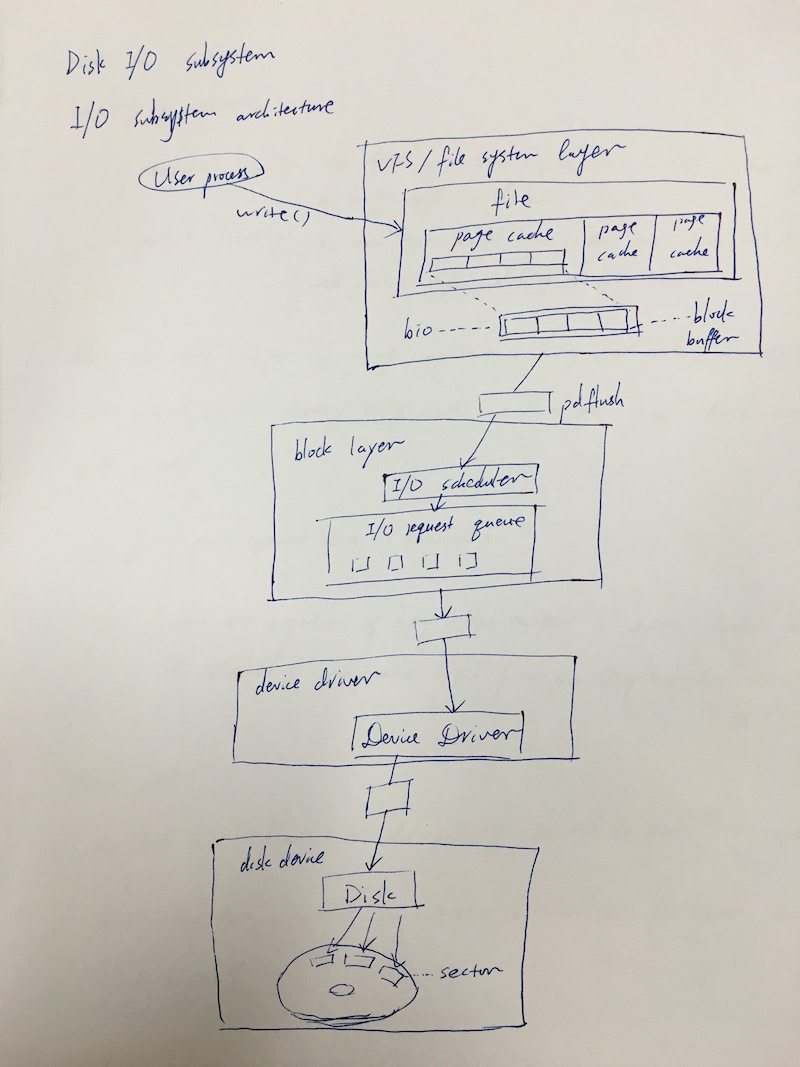 Disk I/O subsystem
I/O subsystem architecture
VFS/file system layer
User process
write()
file
page cache
page cache
page cache
bio
block buffer
pdflush
block layer
I/O scheduler
I/O request queue
device driver
Device Driver
disk device
Disk
sector